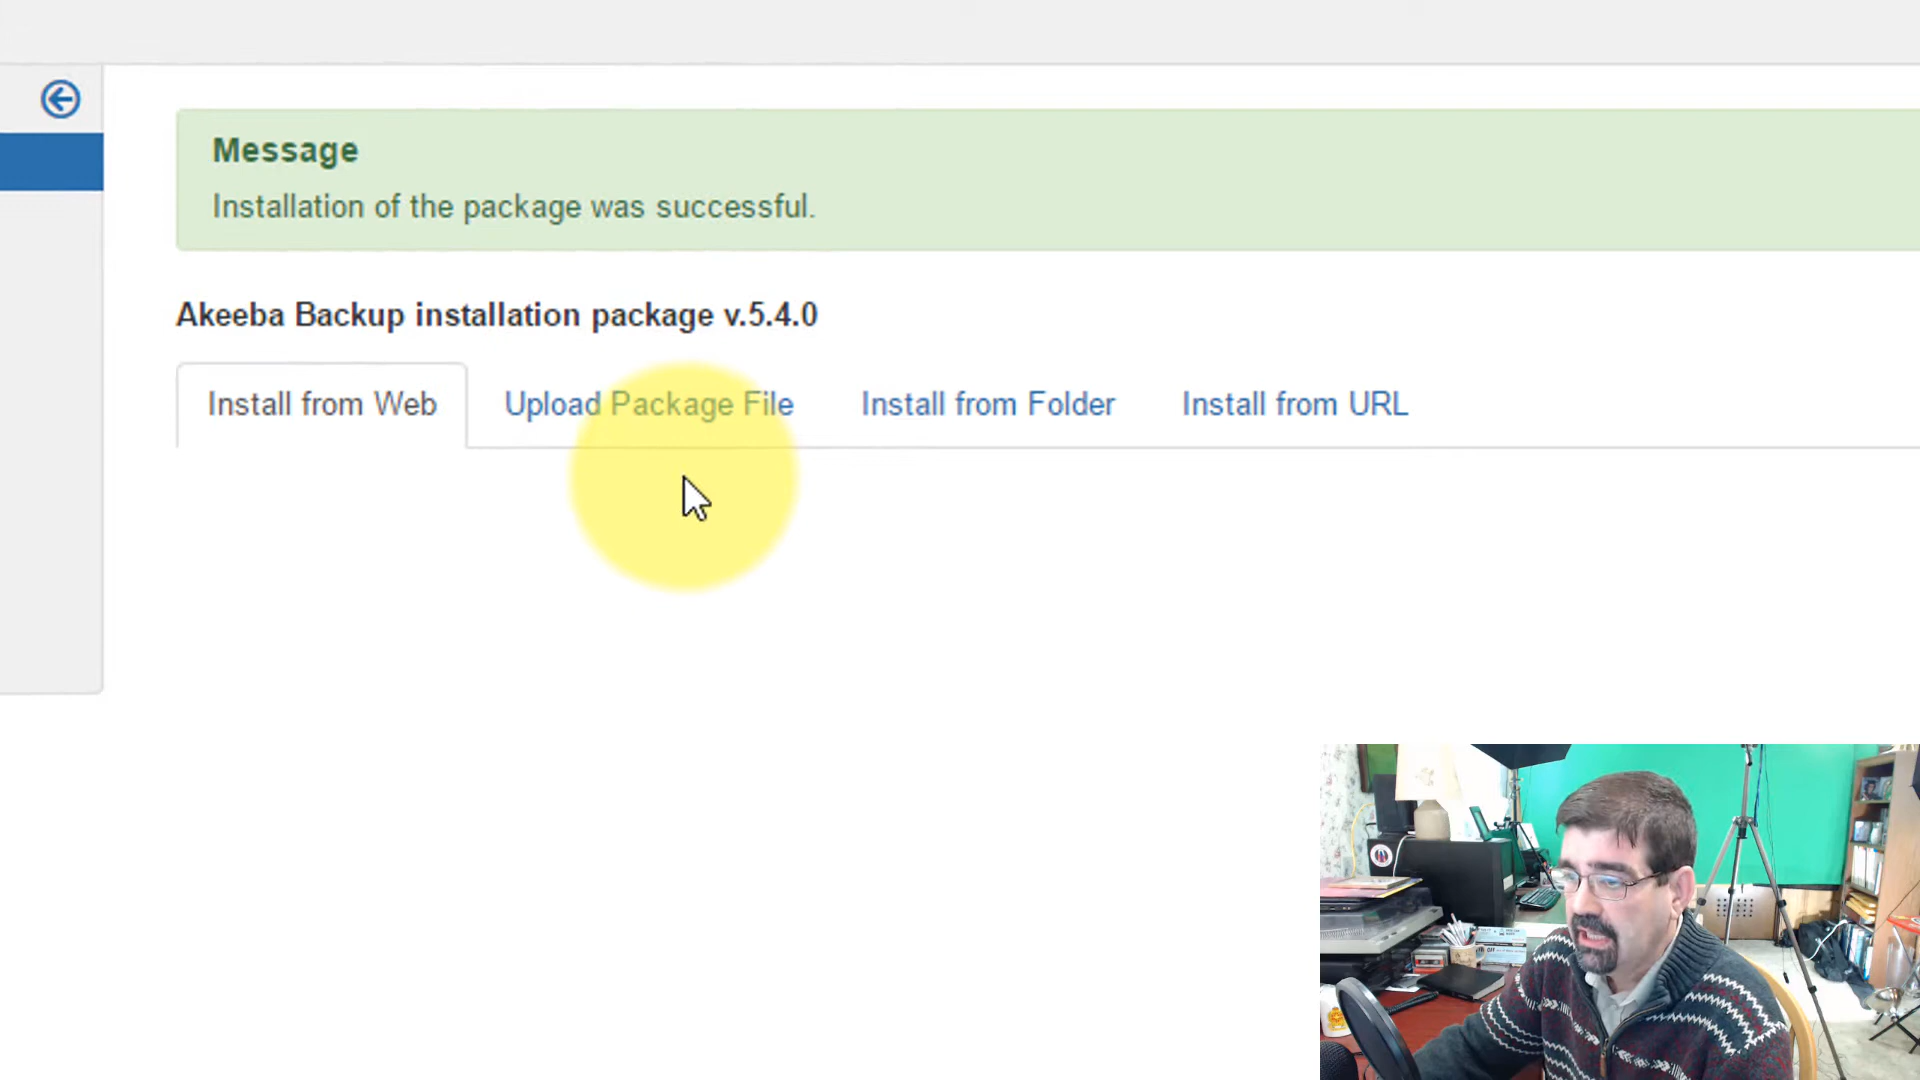 Message
Installation of the package was successful.
Akeeba Backup installation package v.5.4.0
Install from Web
Upload Package File
Install from Folder
Install from URL